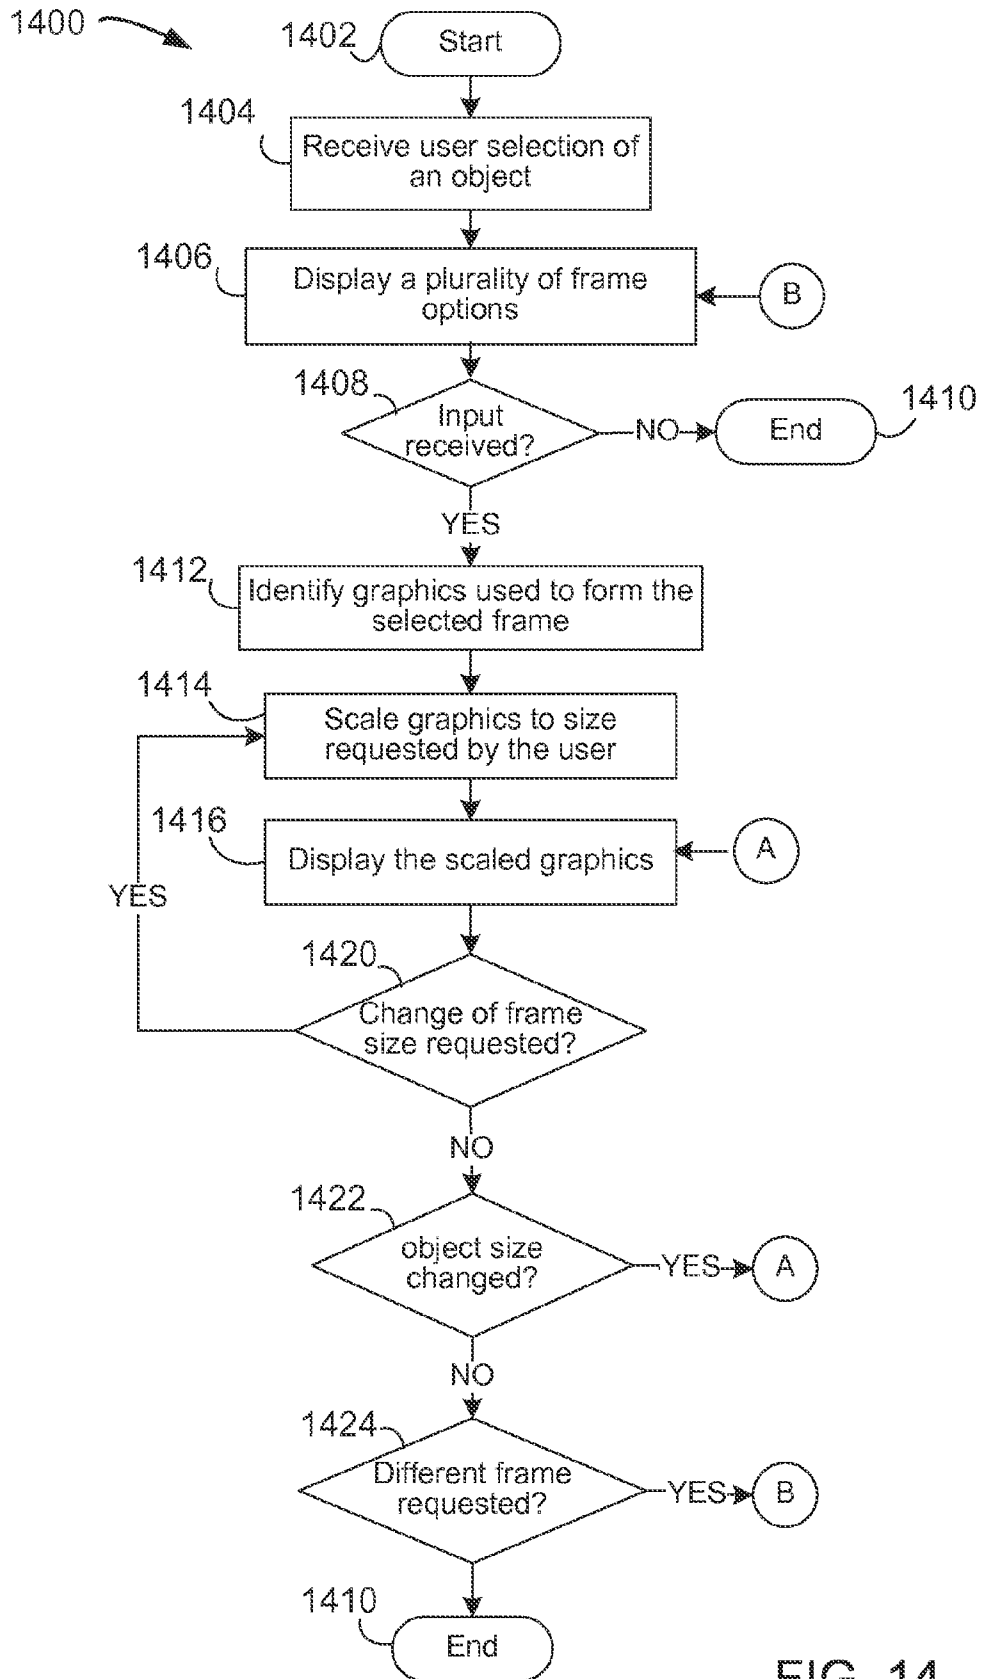 1400
1402
Start
1404
Receive user selection of
an object
1406
Display a plurality of frame
options
B
1408
Input
received?
NO
End
1410
YES
1412
Identify graphics used to form the
selected frame
1414
Scale graphics to size
requested by the user
1416
Display the scaled graphics
A
YES
1420
Change of frame
size requested?
NO
1422
object size
changed?
YES
A
NO
1424
Different frame
requested?
YES
B
1410
End
FIG. 14